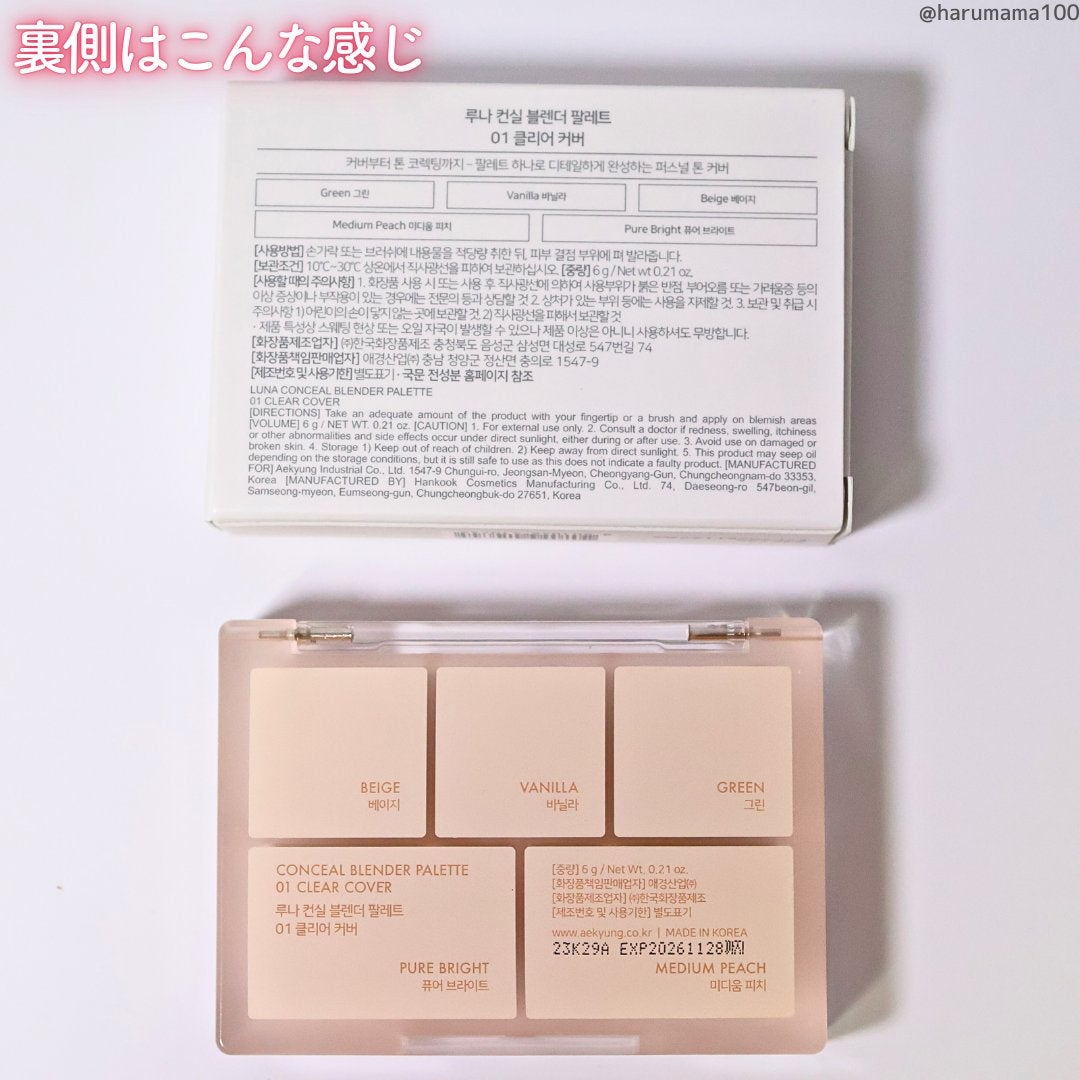 裏側はこんな感じ
@harumama100
루나 컨실 블렌더 팔레트
01 클리어 커버
커버부터 톤 코렉팅까지 – 팔레트 하나로 디테일하게 완성하는 퍼스널 톤 커버
Green 그린
Vanilla 바닐라
Beige 베이지
Medium Peach 미디움 피치
Pure Bright 퓨어 브라이트
[사용방법] 손가락 또는 브러쉬에 내용물을 적당량 취한 뒤, 피부 결점 부위에 펴 발라줍니다.
[보관조건] 10℃~30℃ 상온에서 직사광선을 피하여 보관하십시오. [중량] 6 g / Net wt 0.21 oz.
[사용할 때의 주의사항] 1. 화장품 사용 시 또는 사용 후 직사광선에 의하여 사용부위가 붉은 반점, 부어오름 또는 가려움증 등의
이상 증상이나 부작용이 있는 경우에는 전문의 등과 상담할 것 2. 상처가 있는 부위 등에는 사용을 자제할 것. 3. 보관 및 취급 시
주의사항 1) 어린이의 손이 닿지 않는 곳에 보관할 것. 2) 직사광선을 피해서 보관할 것
· 제품 특성상 스웨팅 현상 또는 오일 자국이 발생할 수 있으나 제품 이상은 아니니 사용하셔도 무방합니다.
[화장품제조업자] ㈜한국화장품제조 충청북도 음성군 삼성면 대성로 547번길 74
[화장품책임판매업자] 애경산업㈜ 충남 청양군 정산면 충의로 1547-9
[제조번호 및 사용기한] 별도표기 · 국문 전성분 홈페이지 참조
LUNA CONCEAL BLENDER PALETTE
01 CLEAR COVER
[DIRECTIONS] Take an adequate amount of the product with your fingertip or a brush and apply on blemish areas
[VOLUME] 6 g / NET WT. 0.21 oz. [CAUTION] 1. For external use only. 2. Consult a doctor if redness, swelling, itchiness
or other abnormalities and side effects occur under direct sunlight, either during or after use. 3. Avoid use on damaged or
broken skin. 4. Storage 1) Keep out of reach of children. 2) Keep away from direct sunlight. 5. This product may seep oil
depending on the storage conditions, but it is still safe to use as this does not indicate a faulty product. [MANUFACTURED
FOR] Aekyung Industrial Co., Ltd. 1547-9 Chungui-ro, Jeongsan-Myeon, Cheongyang-Gun, Chungcheongnam-do 33353,
Korea [MANUFACTURED BY] Hankook Cosmetics Manufacturing Co., Ltd. 74, Daeseong-ro 547beon-gil,
Samseong-myeon, Eumseong-gun, Chungcheongbuk-do 27651, Korea
BEIGE
베이지
VANILLA
바닐라
GREEN
그린
CONCEAL BLENDER PALETTE
01 CLEAR COVER
루나 컨실 블렌더 팔레트
01 클리어 커버
PURE BRIGHT
퓨어 브라이트
[중량] 6 g / Net Wt. 0.21 oz.
[화장품책임판매업자] 애경산업㈜
[화장품제조업자] ㈜한국화장품제조
[제조번호 및 사용기한] 별도표기
www.aekyung.co.kr | MADE IN KOREA
23K29A EXP20261128까지
MEDIUM PEACH
미디움 피치